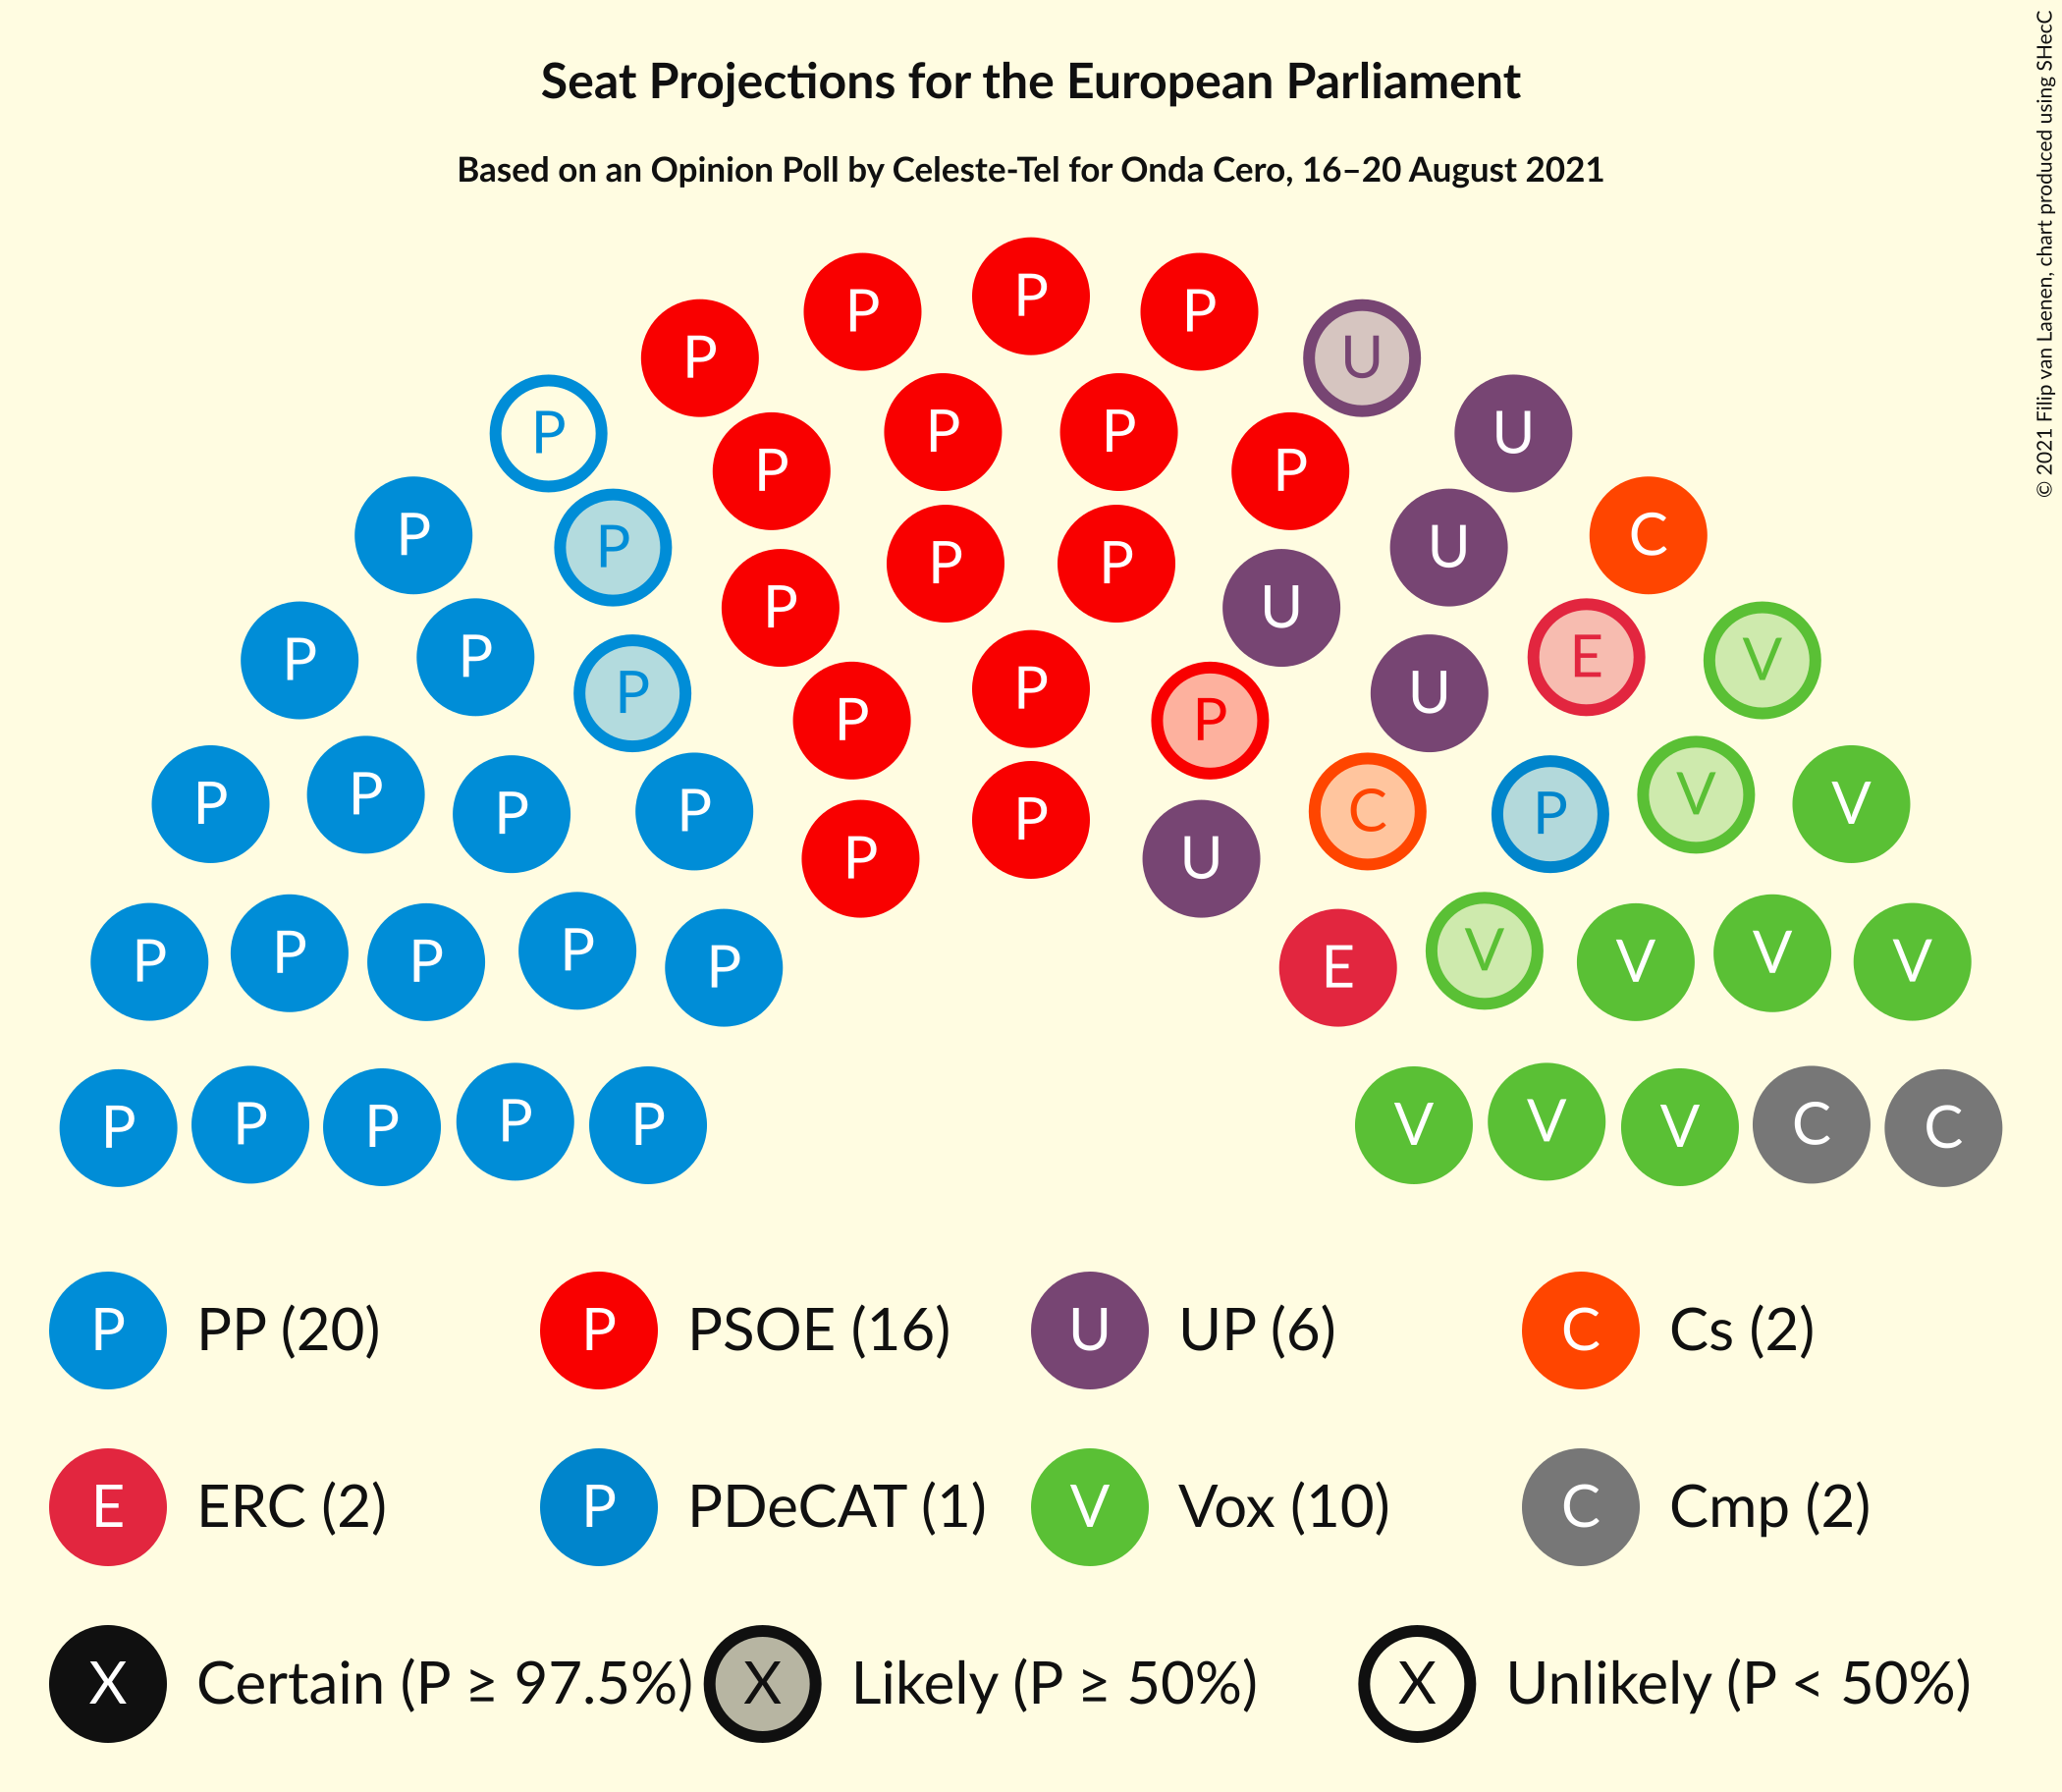 Seat Projections for the European Parliament
Based on an Opinion Poll by Celeste-Tel for Onda Cero, 16–20 August 2021
© 2021 Filip van Laenen, chart produced using SHecC
P
P P
P P
P U
P P U
P P
P P
P C
P U
P P
P U
P P E V
P P U
P P P
P P V
P P C P V
P P
P U
P P P P P E V V V V
P P P P P V V V C C
P PP (20) P PSOE (16) U UP (6) C Cs (2)
E ERC (2) P PDeCAT (1) V Vox (10) C Cmp (2)
X Certain (P ≥ 97.5%) X Likely (P ≥ 50%) X Unlikely (P < 50%)